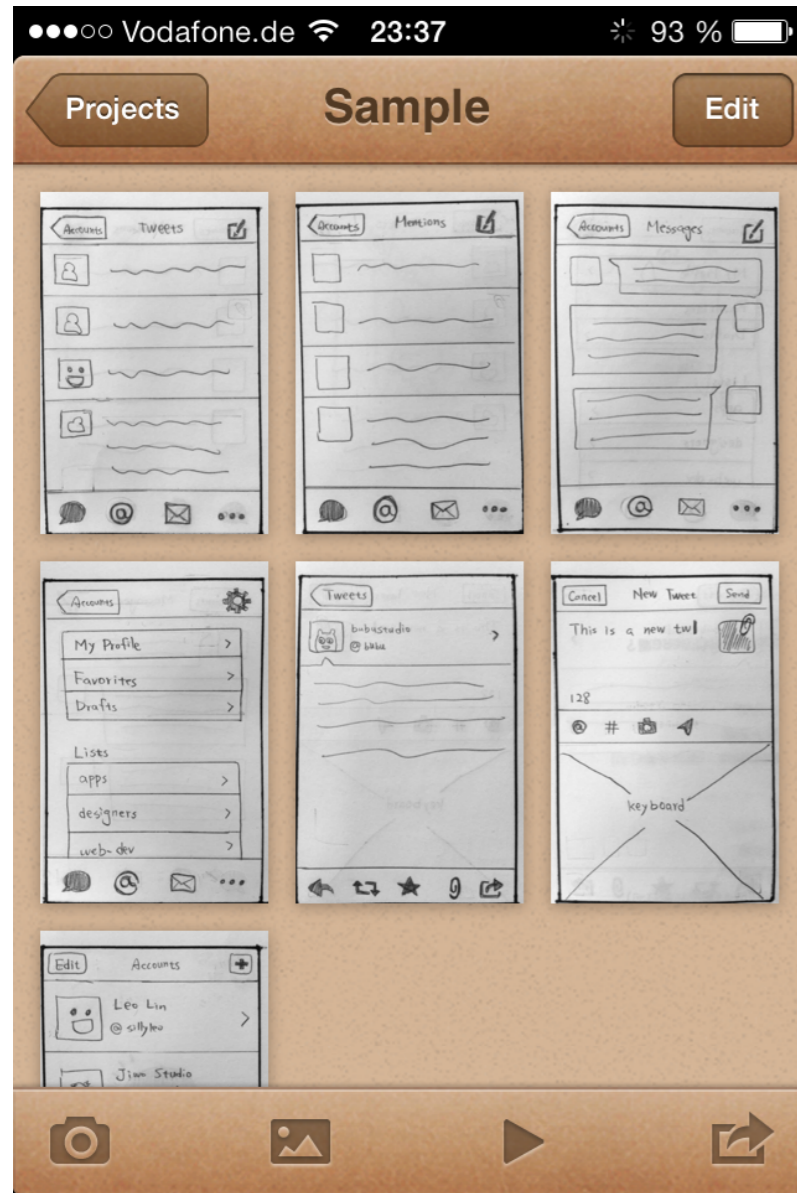 Vodafone.de 23:37 93 %
Projects Sample Edit
Accounts Tweets
Accounts Mentions
Accounts Messages
Accounts
My Profile
Favorites
Drafts
Lists
apps
designers
web-dev
Tweets
bubustudio
Cancel New Tweet Send
This is a new tw
128
@ #
keyboard
Edit Accounts +
Leo Lin
@sillyleo
Jiwo Studio